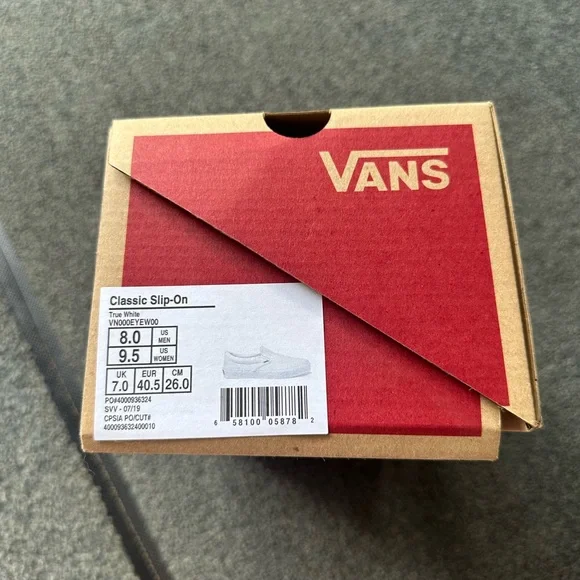 VANS
Classic Slip-On
True White
VN000EYEW00
8.0 US MEN
9.5 US WOMEN
UK EUR CM
7.0 40.5 26.0
PO#4000936324
SVV - 07/19
CPSIA PO/CUT#
400093632400010
6 58100 05878 2